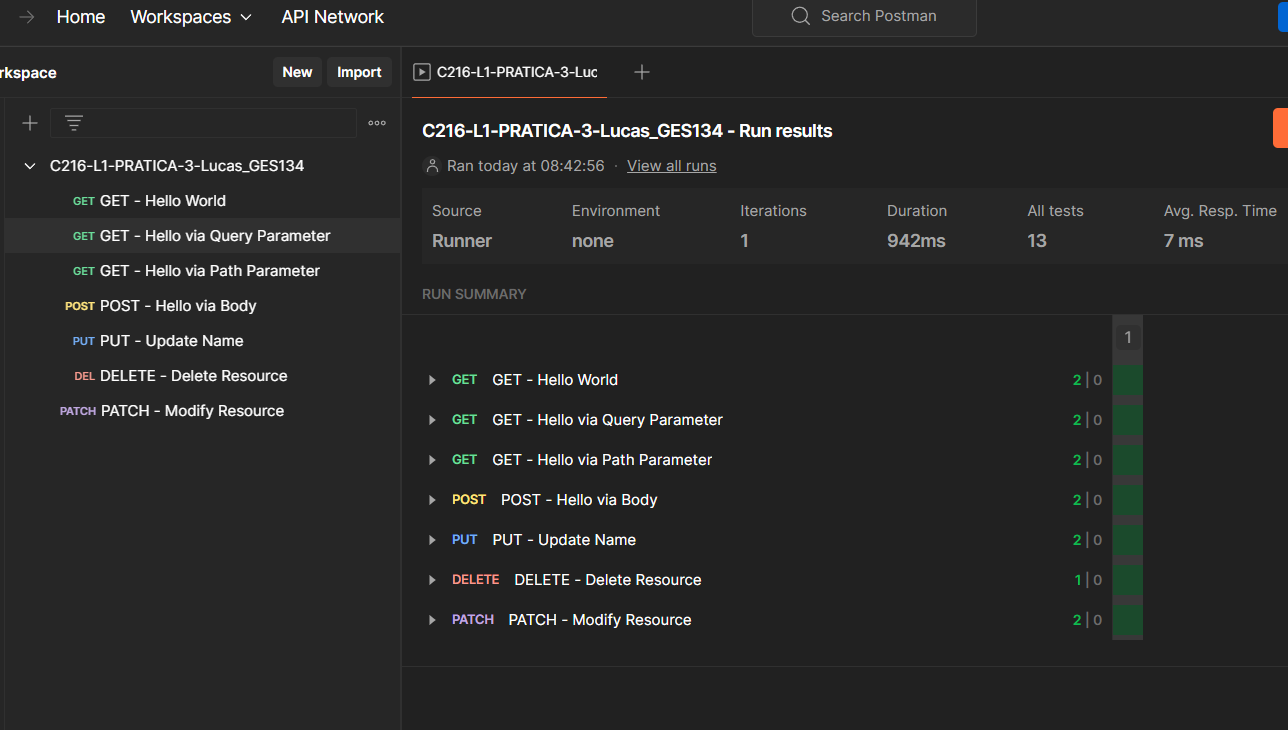 Home Workspaces API Network Search Postman
rkspace New Import
C216-L1-PRATICA-3-Luc
C216-L1-PRATICA-3-Lucas_GES134
GET GET - Hello World
GET GET - Hello via Query Parameter
GET GET - Hello via Path Parameter
POST POST - Hello via Body
PUT PUT - Update Name
DEL DELETE - Delete Resource
PATCH PATCH - Modify Resource
C216-L1-PRATICA-3-Lucas_GES134 - Run results
Ran today at 08:42:56 · View all runs
Source Environment Iterations Duration All tests Avg. Resp. Time
Runner none 1 942ms 13 7 ms
RUN SUMMARY
1
GET GET - Hello World 2 | 0
GET GET - Hello via Query Parameter 2 | 0
GET GET - Hello via Path Parameter 2 | 0
POST POST - Hello via Body 2 | 0
PUT PUT - Update Name 2 | 0
DELETE DELETE - Delete Resource 1 | 0
PATCH PATCH - Modify Resource 2 | 0